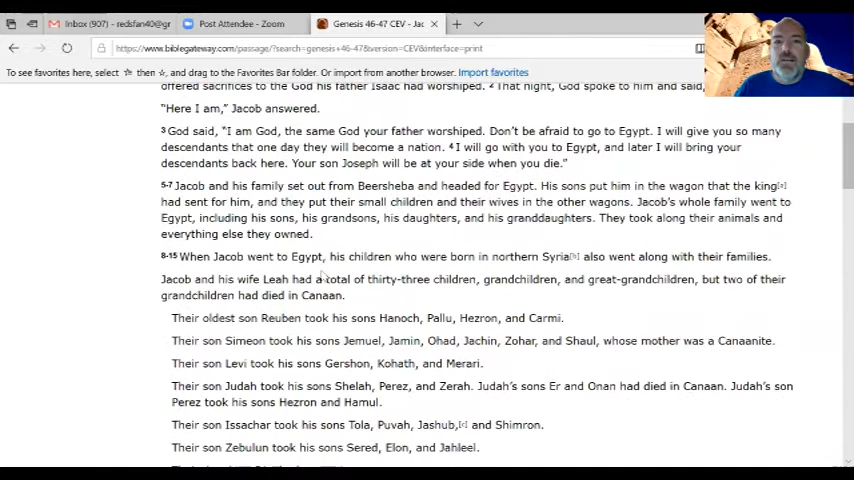 Inbox (907) - redsfan40@gr
Post Attendee - Zoom
Genesis 46-47 CEV - Jac
https://www.biblegateway.com/passage/?search=genesis+46-47&version=CEV&interface=print
To see favorites here, select then , and drag to the Favorites Bar folder. Or import from another browser. Import favorites
offered sacrifices to the God his father Isaac had worshiped. 2 That night, God spoke to him and said,
"Here I am," Jacob answered.
3 God said, "I am God, the same God your father worshiped. Don't be afraid to go to Egypt. I will give you so many
descendants that one day they will become a nation. 4 I will go with you to Egypt, and later I will bring your
descendants back here. Your son Joseph will be at your side when you die."
5-7 Jacob and his family set out from Beersheba and headed for Egypt. His sons put him in the wagon that the king[a]
had sent for him, and they put their small children and their wives in the other wagons. Jacob's whole family went to
Egypt, including his sons, his grandsons, his daughters, and his granddaughters. They took along their animals and
everything else they owned.
8-15 When Jacob went to Egypt, his children who were born in northern Syria[b] also went along with their families.
Jacob and his wife Leah had a total of thirty-three children, grandchildren, and great-grandchildren, but two of their
grandchildren had died in Canaan.
Their oldest son Reuben took his sons Hanoch, Pallu, Hezron, and Carmi.
Their son Simeon took his sons Jemuel, Jamin, Ohad, Jachin, Zohar, and Shaul, whose mother was a Canaanite.
Their son Levi took his sons Gershon, Kohath, and Merari.
Their son Judah took his sons Shelah, Perez, and Zerah. Judah's sons Er and Onan had died in Canaan. Judah's son
Perez took his sons Hezron and Hamul.
Their son Issachar took his sons Tola, Puvah, Jashub,[c] and Shimron.
Their son Zebulun took his sons Sered, Elon, and Jahleel.